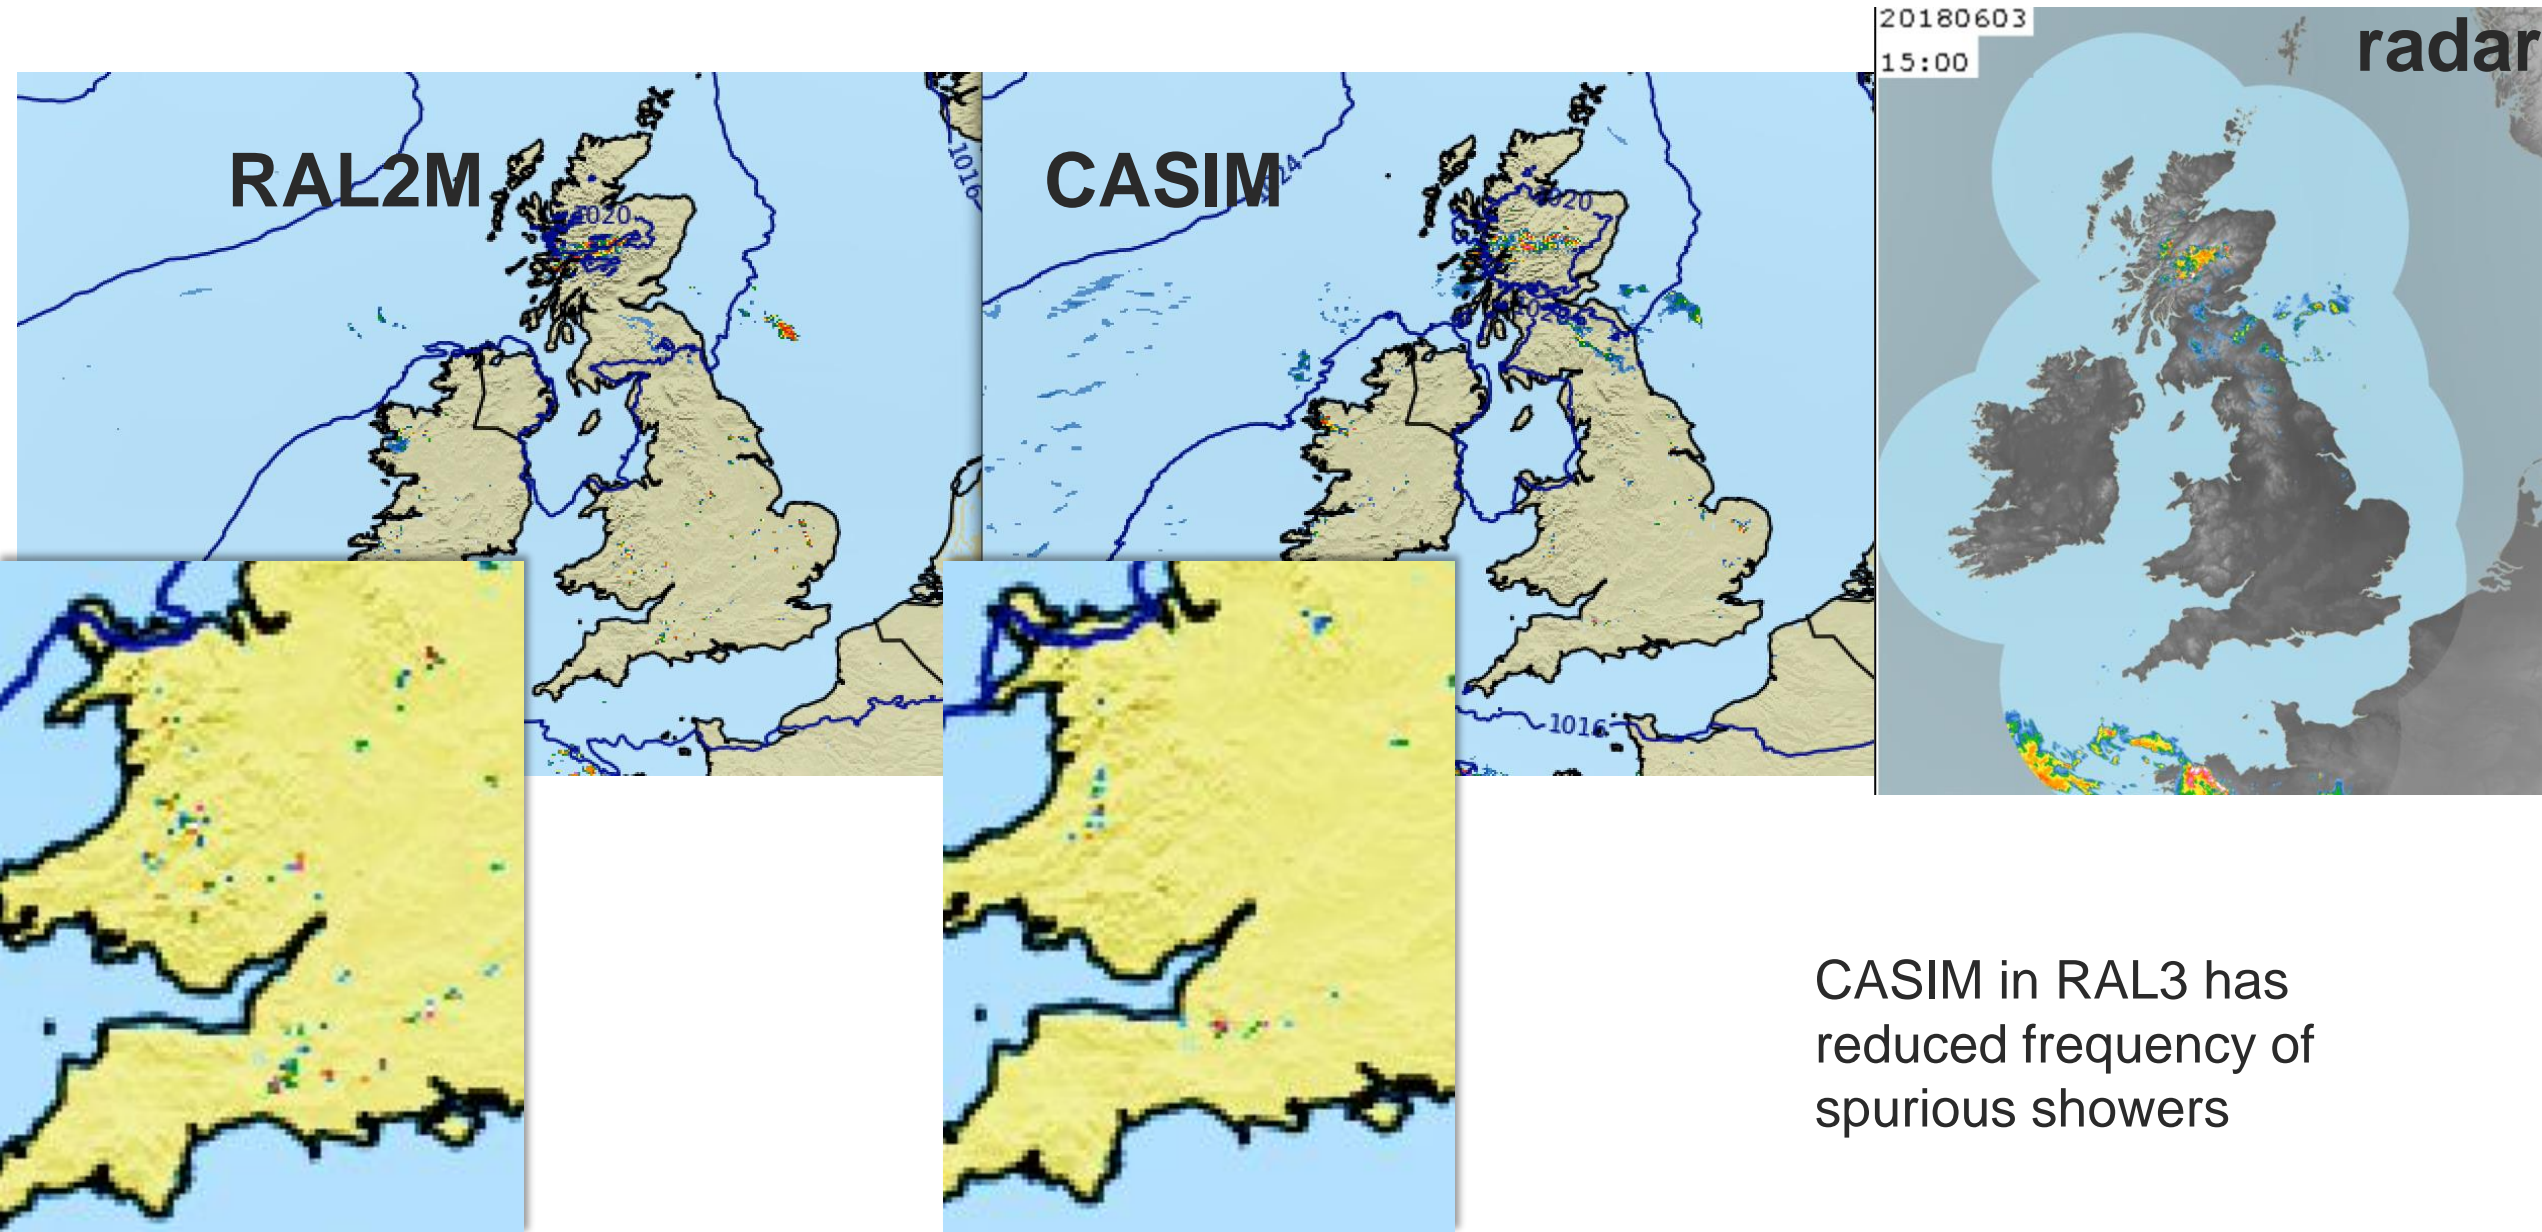 20180603
15:00
radar
RAL2M
CASIM
1016
1020
1024
1020
1020
1016
CASIM in RAL3 has
reduced frequency of
spurious showers